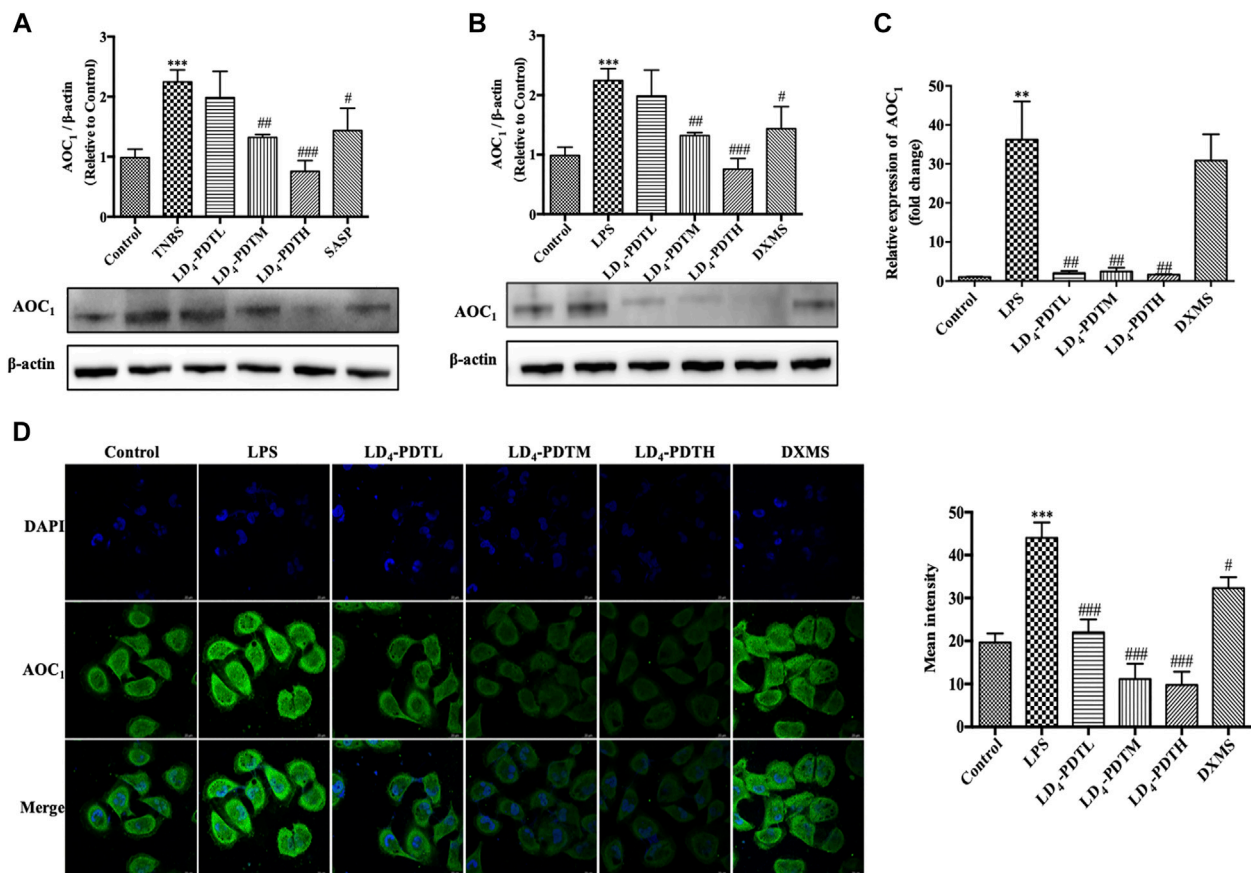 A
AOC₁ / β-actin
(Reletive to Control)
3
2
1
0
***
##
###
#
Control
TNBS
LD₄-PDTL
LD₄-PDTM
LD₄-PDTH
SASP
AOC₁
β-actin
B
AOC₁ / β-actin
(Reletive to Control)
3
2
1
0
***
##
###
#
Control
LPS
LD₄-PDTL
LD₄-PDTM
LD₄-PDTH
DXMS
AOC₁
β-actin
C
Relative expression of AOC₁
(fold change)
50
40
30
20
10
0
**
##
##
##
Control
LPS
LD₄-PDTL
LD₄-PDTM
LD₄-PDTH
DXMS
D
Control LPS LD₄-PDTL LD₄-PDTM LD₄-PDTH DXMS
DAPI
AOC₁
Merge
Mean intensity
50
40
30
20
10
0
***
###
###
###
#
Control
LPS
LD₄-PDTL
LD₄-PDTM
LD₄-PDTH
DXMS